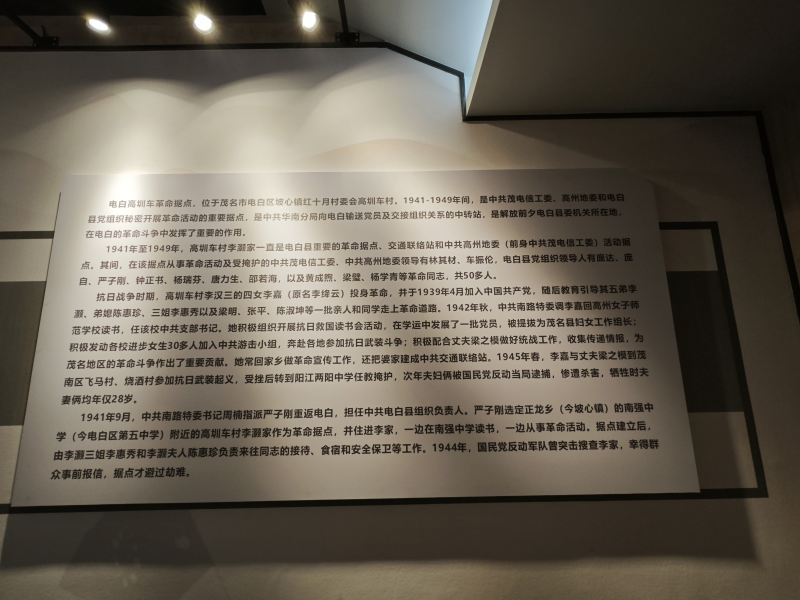 电白高圳车革命据点，位于茂名市电白区坡心镇红十月村委会高圳车村。1941-1949年间，是中共茂电信工委、高州地委和电白
县党组织秘密开展革命活动的重要据点，是中共华南分局向电白输送党员及交接组织关系的中转站，是解放前夕电白县委机关所在地，
在电白的革命斗争中发挥了重要的作用。
1941年至1949年，高圳车村李灏家一直是电白县重要的革命据点、交通联络站和中共高州地委（前身中共茂电信工委）活动据
点。其间，在该据点从事革命活动及受掩护的中共茂电信工委、中共高州地委领导有林其材、车振伦，电白县党组织领导人有庞达、庞
自、严子刚、钟正书、杨瑞芬、唐力生、邵若海，以及黄成煦、梁璧、杨学青等革命同志，共50多人。
抗日战争时期，高圳车村李汉三的四女李嘉（原名李绛云）投身革命，并于1939年4月加入中国共产党，随后教育引导其五弟李
灏、弟媳陈惠珍、三姐李惠秀以及梁明、张平、陈淑坤等一批亲人和同学走上革命道路。1942年秋，中共南路特委调李嘉回高州女子师
范学校读书，任该校中共支部书记。她积极组织开展抗日救国读书会活动，在学运中发展了一批党员，被提拔为茂名县妇女工作组长；
积极发动各校进步女生30多人加入中共游击小组，奔赴各地参加抗日武装斗争；积极配合丈夫梁之模做好统战工作，收集传递情报，为
茂名地区的革命斗争作出了重要贡献，她常回家乡做革命宣传工作，还把婆家建成中共交通联络站。1945年春，李嘉与丈夫梁之模到茂
南区飞马村、烧酒村参加抗日武装起义，受挫后转到阳江两阳中学任教掩护，次年夫妇俩被国民党反动当局逮捕，惨遭杀害，牺牲时夫
妻俩均年仅28岁。
1941年9月，中共南路特委书记周楠指派严子刚重返电白，担任中共电白县组织负责人。严子刚选定正龙乡（今坡心镇）的南强中
学（今电白区第五中学）附近的高圳车村李灏家作为革命据点，并住进李家，一边在南强中学读书，一边从事革命活动。据点建立后，
由李灏三姐李惠秀和李灏夫人陈惠珍负责来往同志的接待、食宿和安全保卫等工作。1944年，国民党反动军队曾突击搜查李家，幸得群
众事前报信，据点才避过劫难。